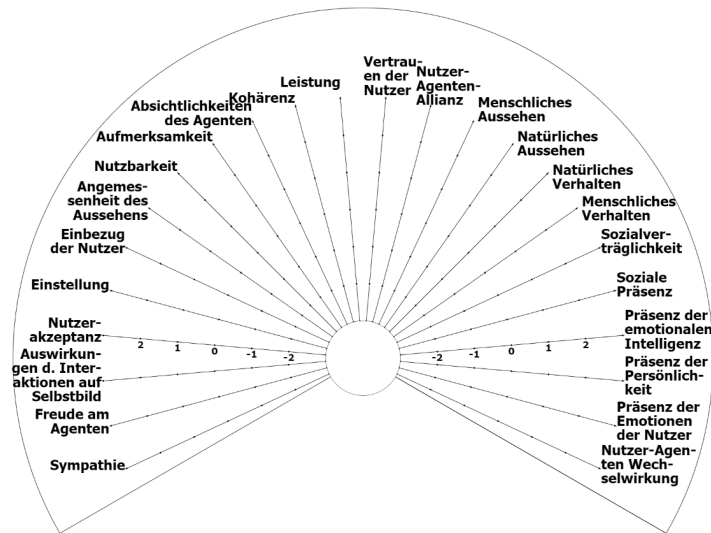 Sympathie
Freude am
Agenten
Auswirkun-
gen d. Inter-
aktionen auf
Selbstbild
Nutzer-
akzeptanz
Einstellung
Einbezug
der Nutzer
Angemes-
senheit des
Aussehens
Nutzbarkeit
Aufmerksamkeit
Absichtlichkeiten
des Agenten
Kohärenz
Leistung
Vertrau-
en der
Nutzer
Nutzer-
Agenten-
Allianz
Menschliches
Aussehen
Natürliches
Aussehen
Natürliches
Verhalten
Menschliches
Verhalten
Sozialver-
träglichkeit
Soziale
Präsenz
Präsenz der
emotionalen
Intelligenz
Präsenz der
Persönlich-
keit
Präsenz der
Emotionen
der Nutzer
Nutzer-Agen-
ten Wech-
selwirkung
2 1 0 -1 -2
-2 -1 0 1 2